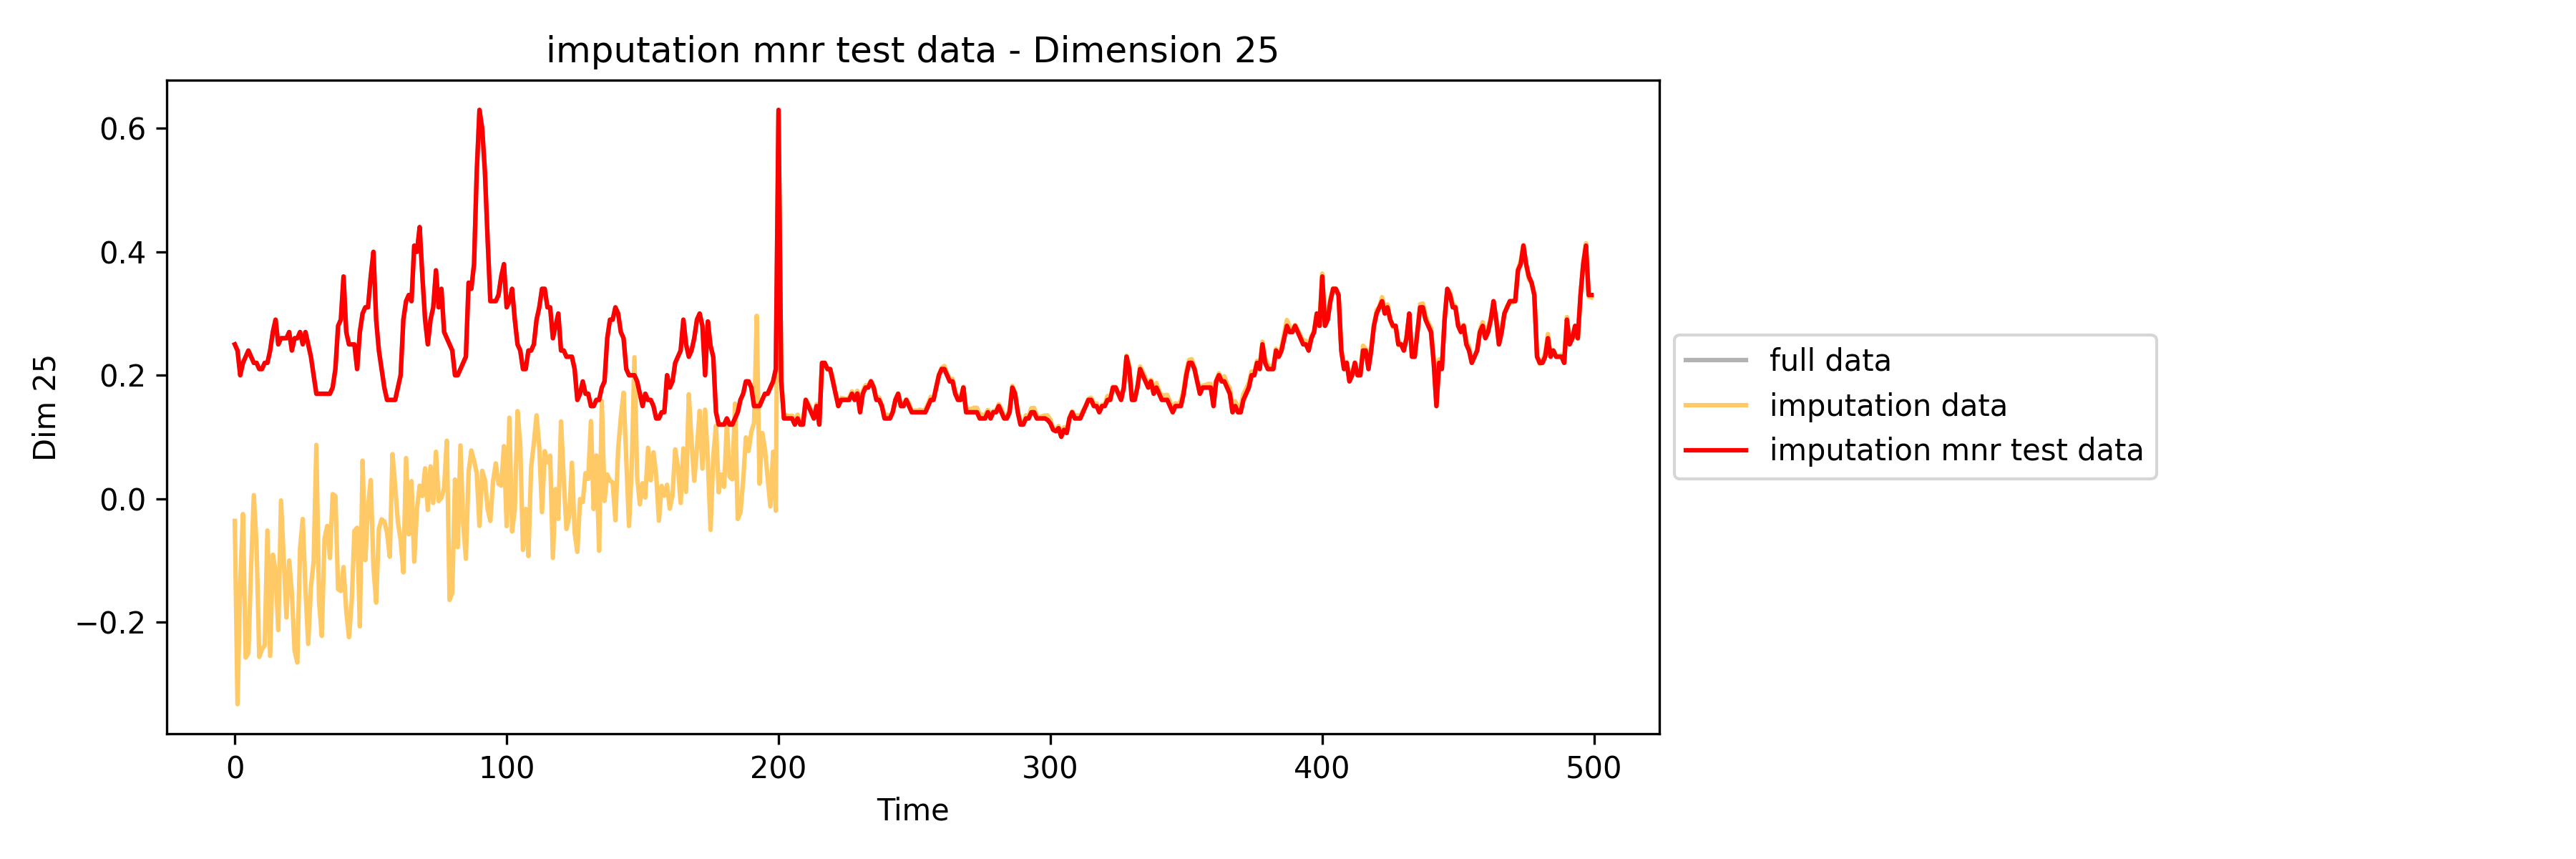 imputation mnr test data - Dimension 25
0.6
0.4
0.2
0.0
−0.2
Dim 25
0 100 200 300 400 500
Time
full data
imputation data
imputation mnr test data